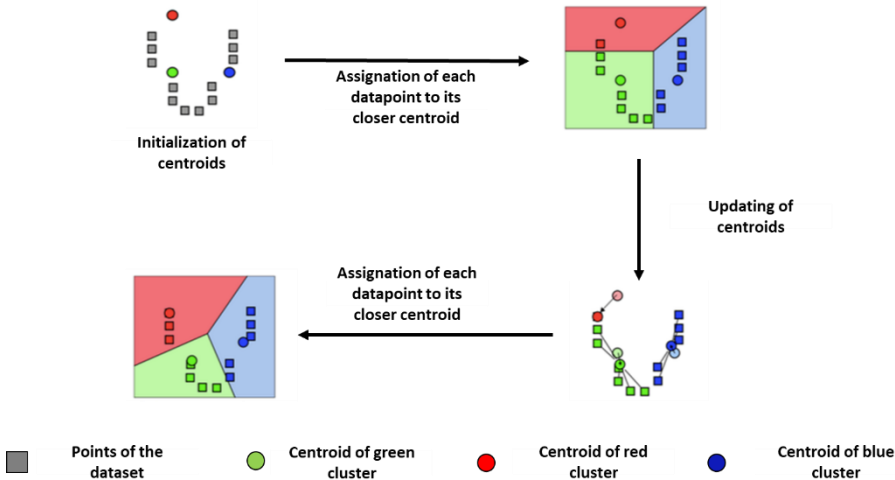 Initialization of
centroids
Assignation of each
datapoint to its
closer centroid
Updating of
centroids
Assignation of each
datapoint to its
closer centroid
Points of the
dataset
Centroid of green
cluster
Centroid of red
cluster
Centroid of blue
cluster